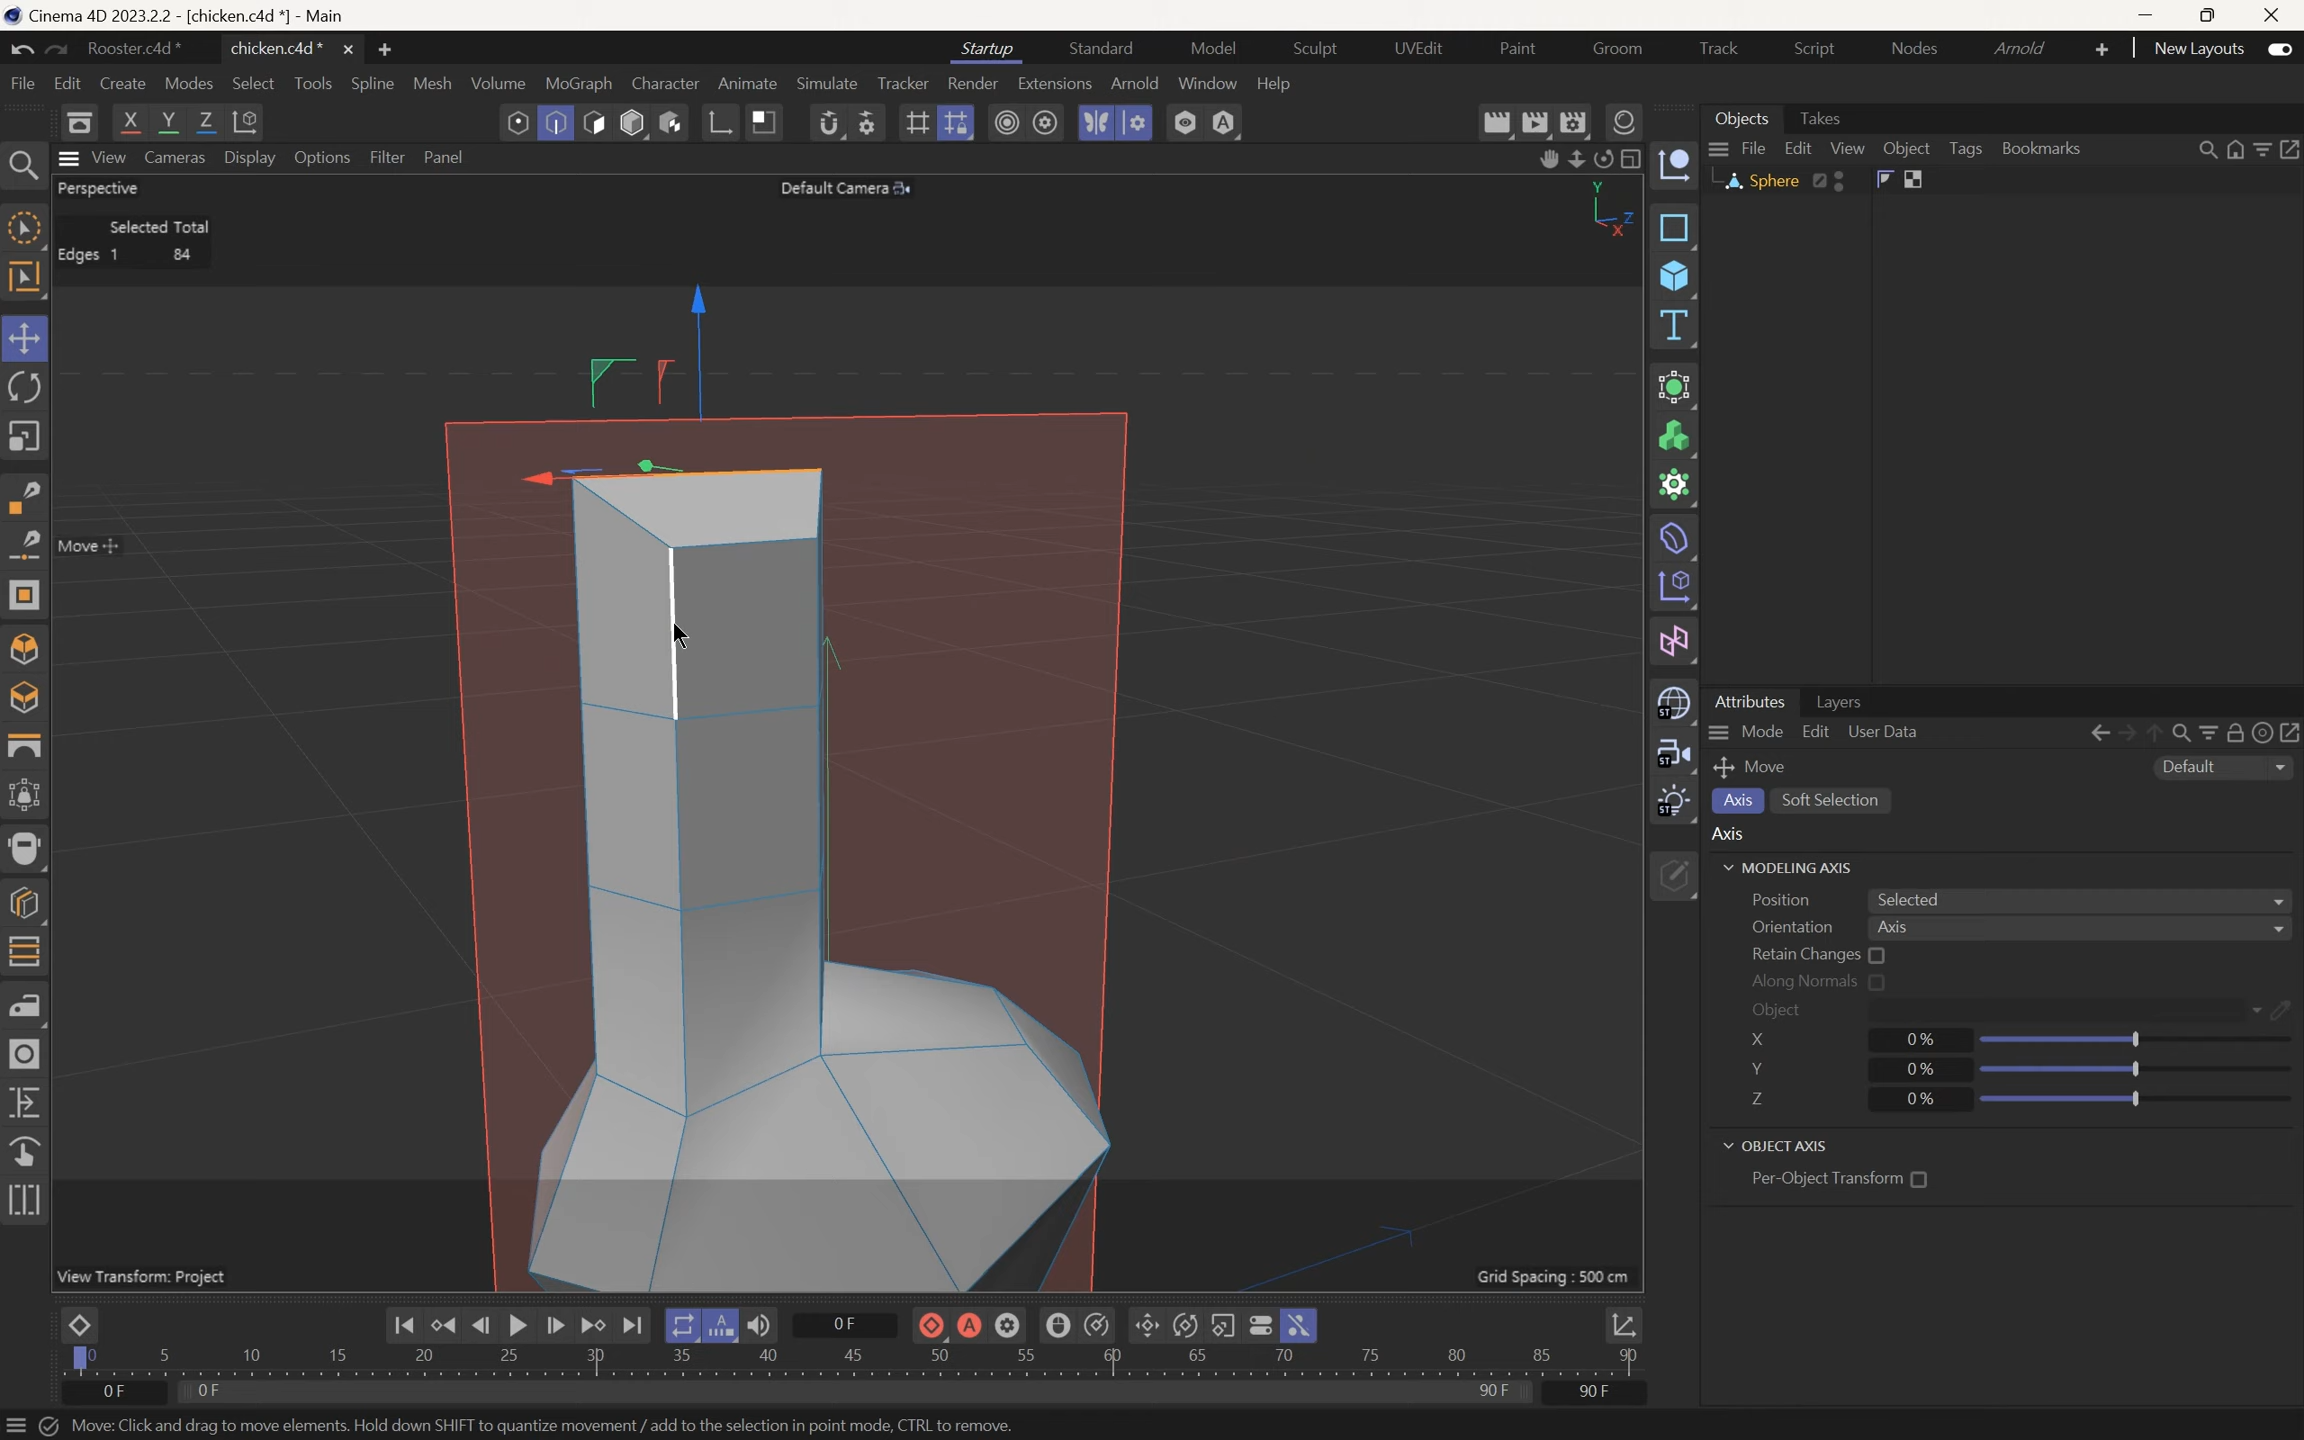 Cinema 4D 2023.2.2 - [chicken.c4d *] - Main
Rooster.c4d * chicken.c4d * Startup Standard Model Sculpt UVEdit Paint Groom Track Script Nodes Arnold New Layouts
File Edit Create Modes Select Tools Spline Mesh Volume MoGraph Character Animate Simulate Tracker Render Extensions Arnold Window Help
X Y Z
A
Objects Takes
View Cameras Display Options Filter Panel
File Edit View Object Tags Bookmarks
Perspective
Default Camera
Y
Z
X
Sphere
Selected Total
Edges 1 84
Move
T
ST
ST
ST
Attributes Layers
Mode Edit User Data
Move
Default
Axis Soft Selection
Axis
MODELING AXIS
Position Selected
Orientation Axis
Retain Changes
Along Normals
Object
X 0 %
Y 0 %
Z 0 %
OBJECT AXIS
Per-Object Transform
View Transform: Project
Grid Spacing : 500 cm
A
0 F
A
0 5 10 15 20 25 30 35 40 45 50 55 60 65 70 75 80 85 90
0 F 0 F 90 F 90 F
Move: Click and drag to move elements. Hold down SHIFT to quantize movement / add to the selection in point mode, CTRL to remove.